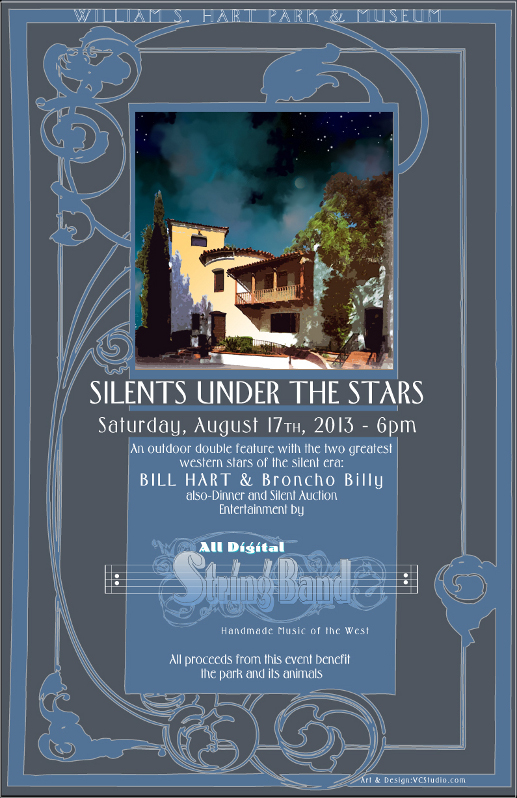 WILLIAM S. HART PARK & MUSEUM
SILENTS UNDER THE STARS
Saturday, August 17TH, 2013 - 6pm
An outdoor double feature with the two greatest
western stars of the silent era:
BILL HART & Broncho Billy
also-Dinner and Silent Auction
Entertainment by
All Digital
String Band
Handmade Music of the West
All proceeds from this event benefit
the park and its animals
Art & Design:VCStudio.com